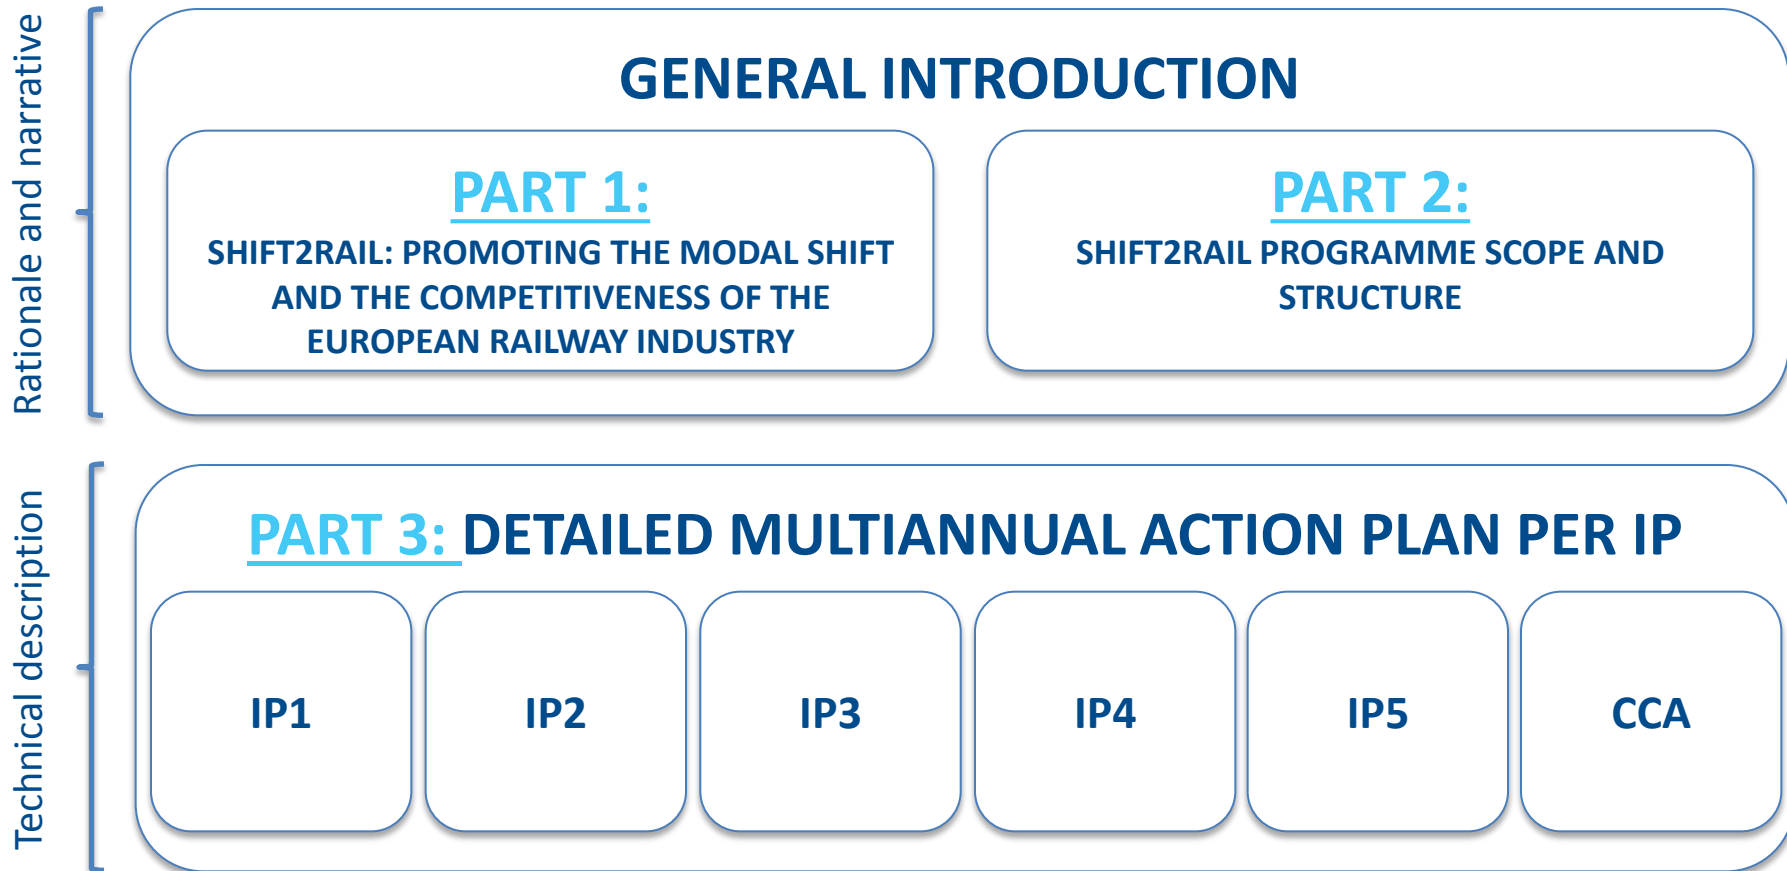 Rationale and narrative
GENERAL INTRODUCTION
PART 1:
SHIFT2RAIL: PROMOTING THE MODAL SHIFT
AND THE COMPETITIVENESS OF THE
EUROPEAN RAILWAY INDUSTRY
PART 2:
SHIFT2RAIL PROGRAMME SCOPE AND
STRUCTURE
Technical description
PART 3: DETAILED MULTIANNUAL ACTION PLAN PER IP
IP1
IP2
IP3
IP4
IP5
CCA